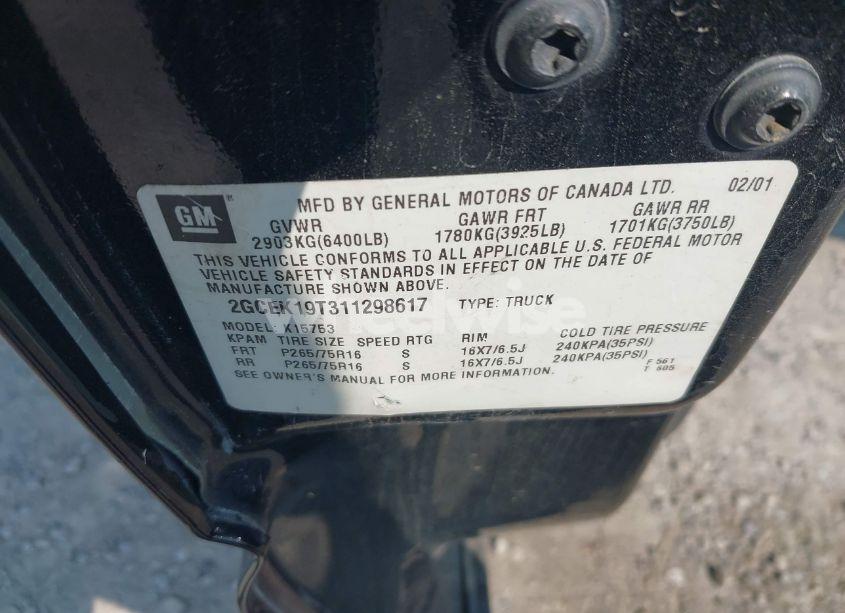 GM
MFD BY GENERAL MOTORS OF CANADA LTD. 02/01
GVWR GAWR FRT GAWR RR
2903KG(6400LB) 1780KG(3925LB) 1701KG(3750LB)
THIS VEHICLE CONFORMS TO ALL APPLICABLE U.S. FEDERAL MOTOR
VEHICLE SAFETY STANDARDS IN EFFECT ON THE DATE OF
MANUFACTURE SHOWN ABOVE.
2GCEK19T311298617 TYPE: TRUCK
MODEL: K15753
KPAM TIRE SIZE SPEED RTG RIM COLD TIRE PRESSURE
FRT P265/75R16 S 16X7/6.5J 240KPA(35PSI)
RR P265/75R16 S 16X7/6.5J 240KPA(35PSI)
SEE OWNER'S MANUAL FOR MORE INFORMATION.
F 561
T 505